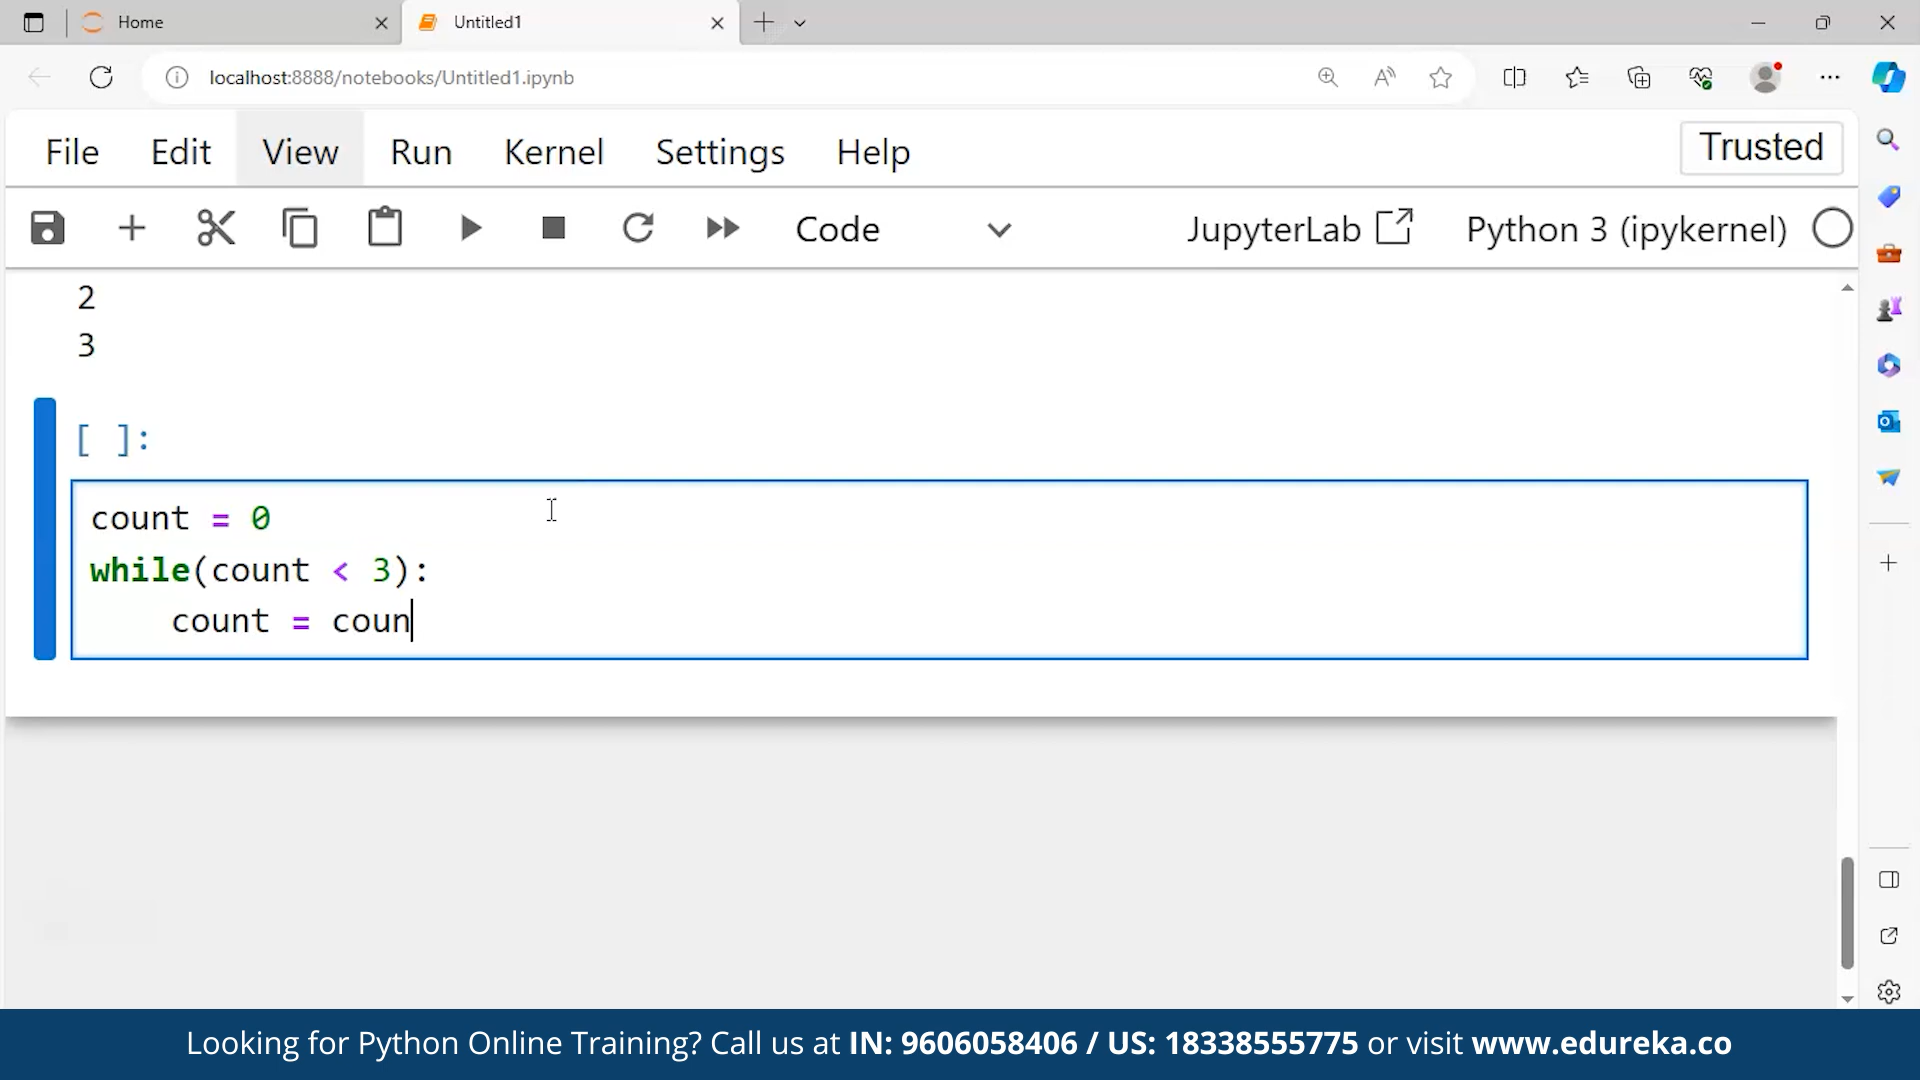 Home
Untitled1
localhost:8888/notebooks/Untitled1.ipynb
File Edit View Run Kernel Settings Help Trusted
Code JupyterLab Python 3 (ipykernel)
2
3
[ ]:
count = 0
while(count < 3):
    count = coun
Looking for Python Online Training? Call us at IN: 9606058406 / US: 18338555775 or visit www.edureka.co